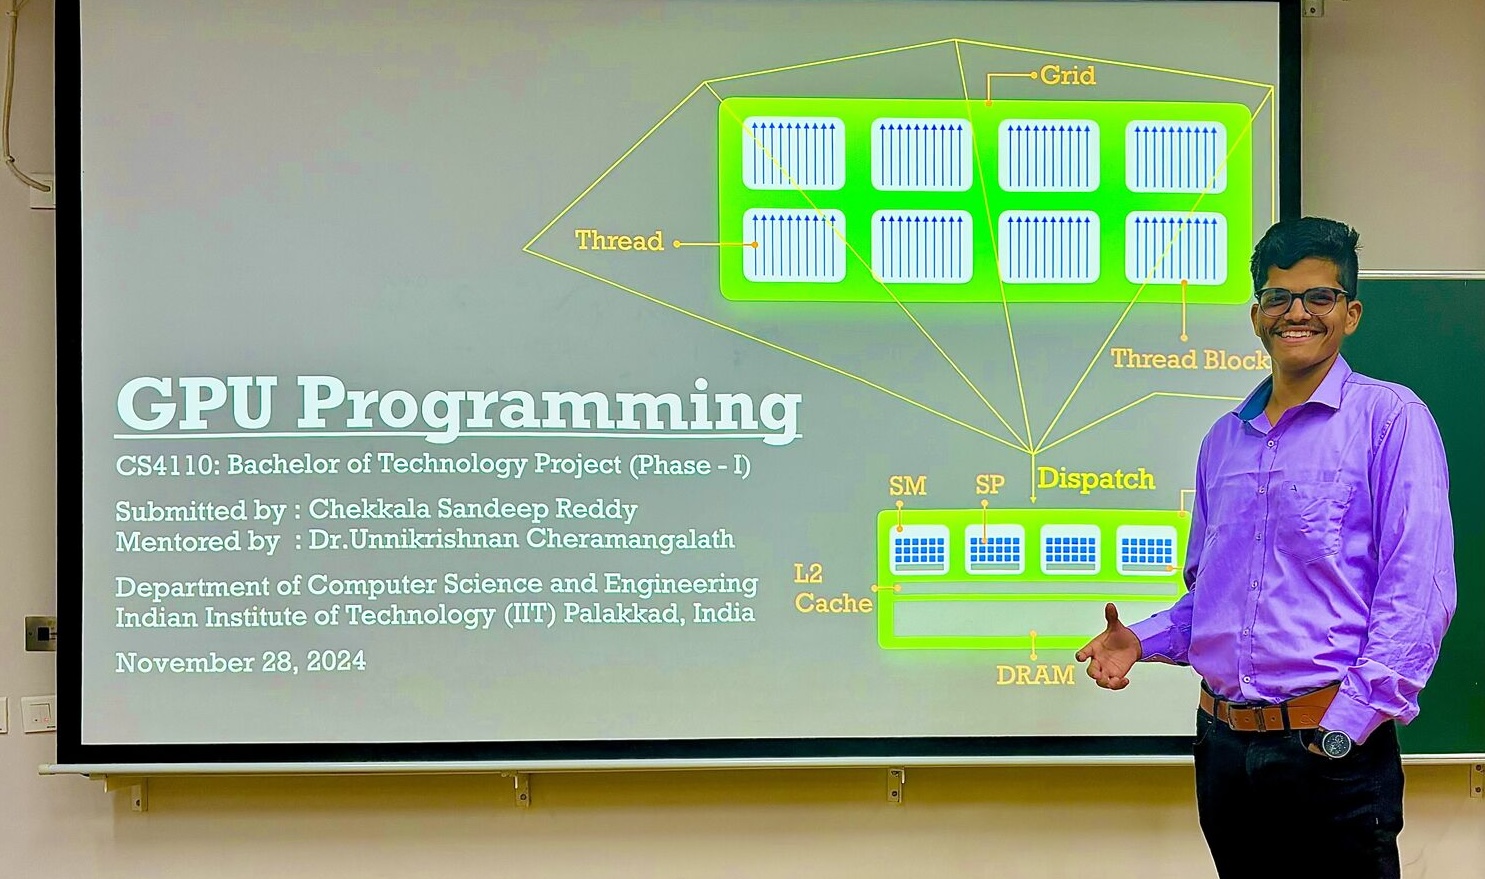 Grid
Thread
Thread Block
GPU Programming
CS4110: Bachelor of Technology Project (Phase - I)
Submitted by : Chekkala Sandeep Reddy
Mentored by : Dr.Unnikrishnan Cheramangalath
Department of Computer Science and Engineering
Indian Institute of Technology (IIT) Palakkad, India
November 28, 2024
Dispatch
SM
SP
L2
Cache
DRAM